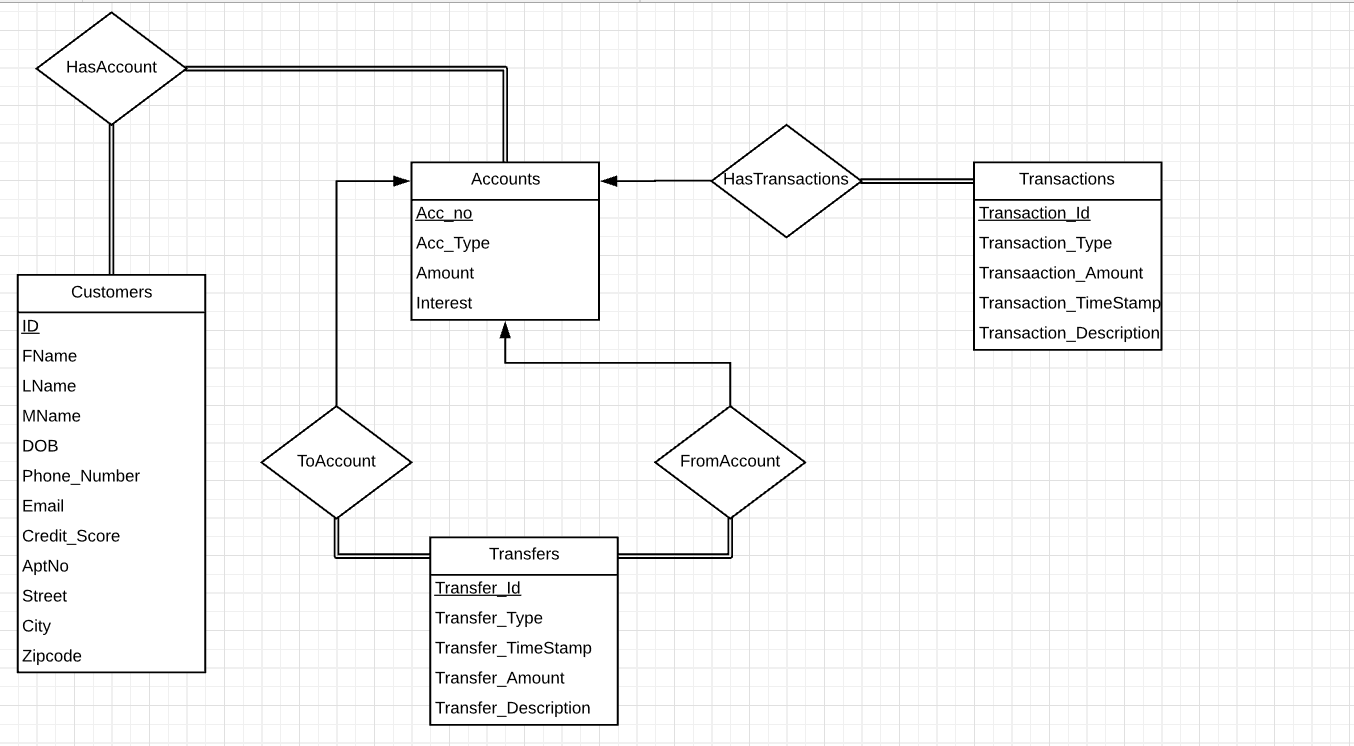 HasAccount
Accounts
Acc_no
Acc_Type
Amount
Interest
HasTransactions
Transactions
Transaction_Id
Transaction_Type
Transaaction_Amount
Transaction_TimeStamp
Transaction_Description
Customers
ID
FName
LName
MName
DOB
Phone_Number
Email
Credit_Score
AptNo
Street
City
Zipcode
ToAccount
FromAccount
Transfers
Transfer_Id
Transfer_Type
Transfer_TimeStamp
Transfer_Amount
Transfer_Description